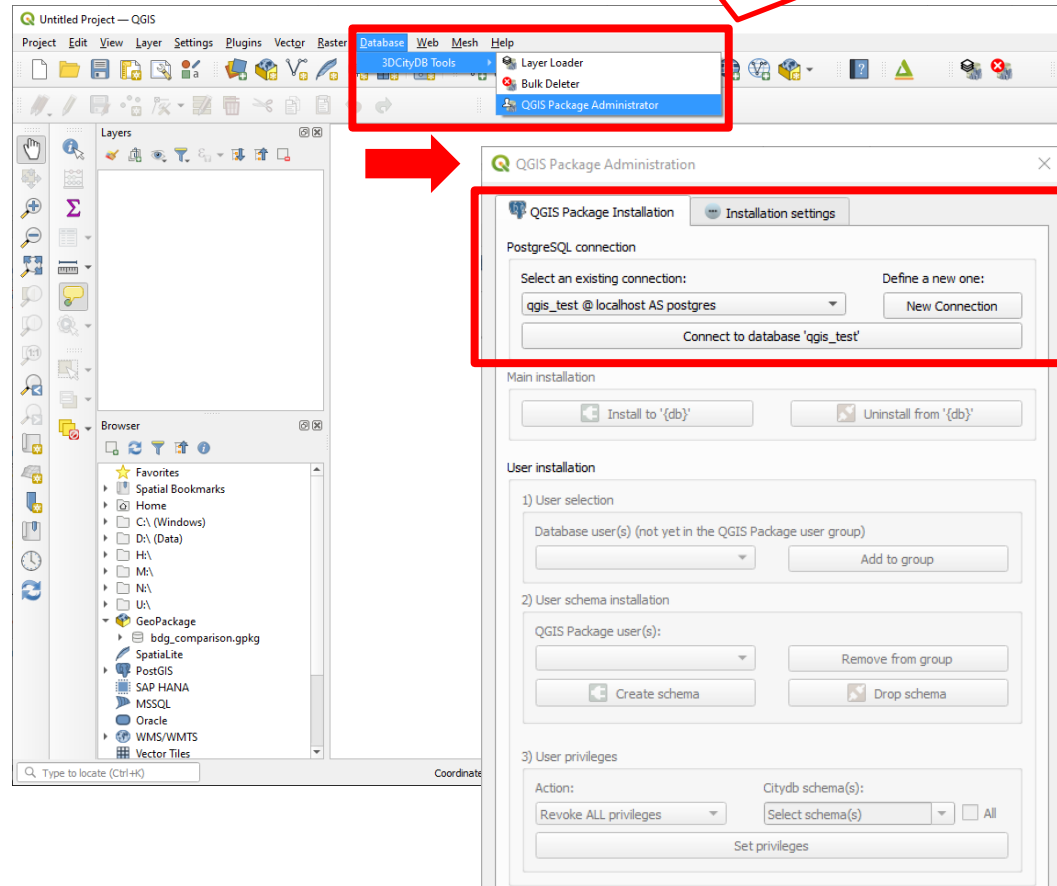 Untitled Project — QGIS
Project Edit View Layer Settings Plugins Vector Raster Database Web Mesh Help
3DCityDB Tools
Layer Loader
Bulk Deleter
QGIS Package Administrator
Layers
Browser
Favorites
Spatial Bookmarks
Home
C:\ (Windows)
D:\ (Data)
H:\
M:\
N:\
U:\
GeoPackage
bdg_comparison.gpkg
SpatiaLite
PostGIS
SAP HANA
MSSQL
Oracle
WMS/WMTS
Vector Tiles
Type to locate (Ctrl+K)
Coordinate
QGIS Package Administration
QGIS Package Installation
Installation settings
PostgreSQL connection
Select an existing connection:
Define a new one:
qgis_test @ localhost AS postgres
New Connection
Connect to database 'qgis_test'
Main installation
Install to '{db}'
Uninstall from '{db}'
User installation
1) User selection
Database user(s) (not yet in the QGIS Package user group)
Add to group
2) User schema installation
QGIS Package user(s):
Remove from group
Create schema
Drop schema
3) User privileges
Action:
Citydb schema(s):
Revoke ALL privileges
Select schema(s)
All
Set privileges